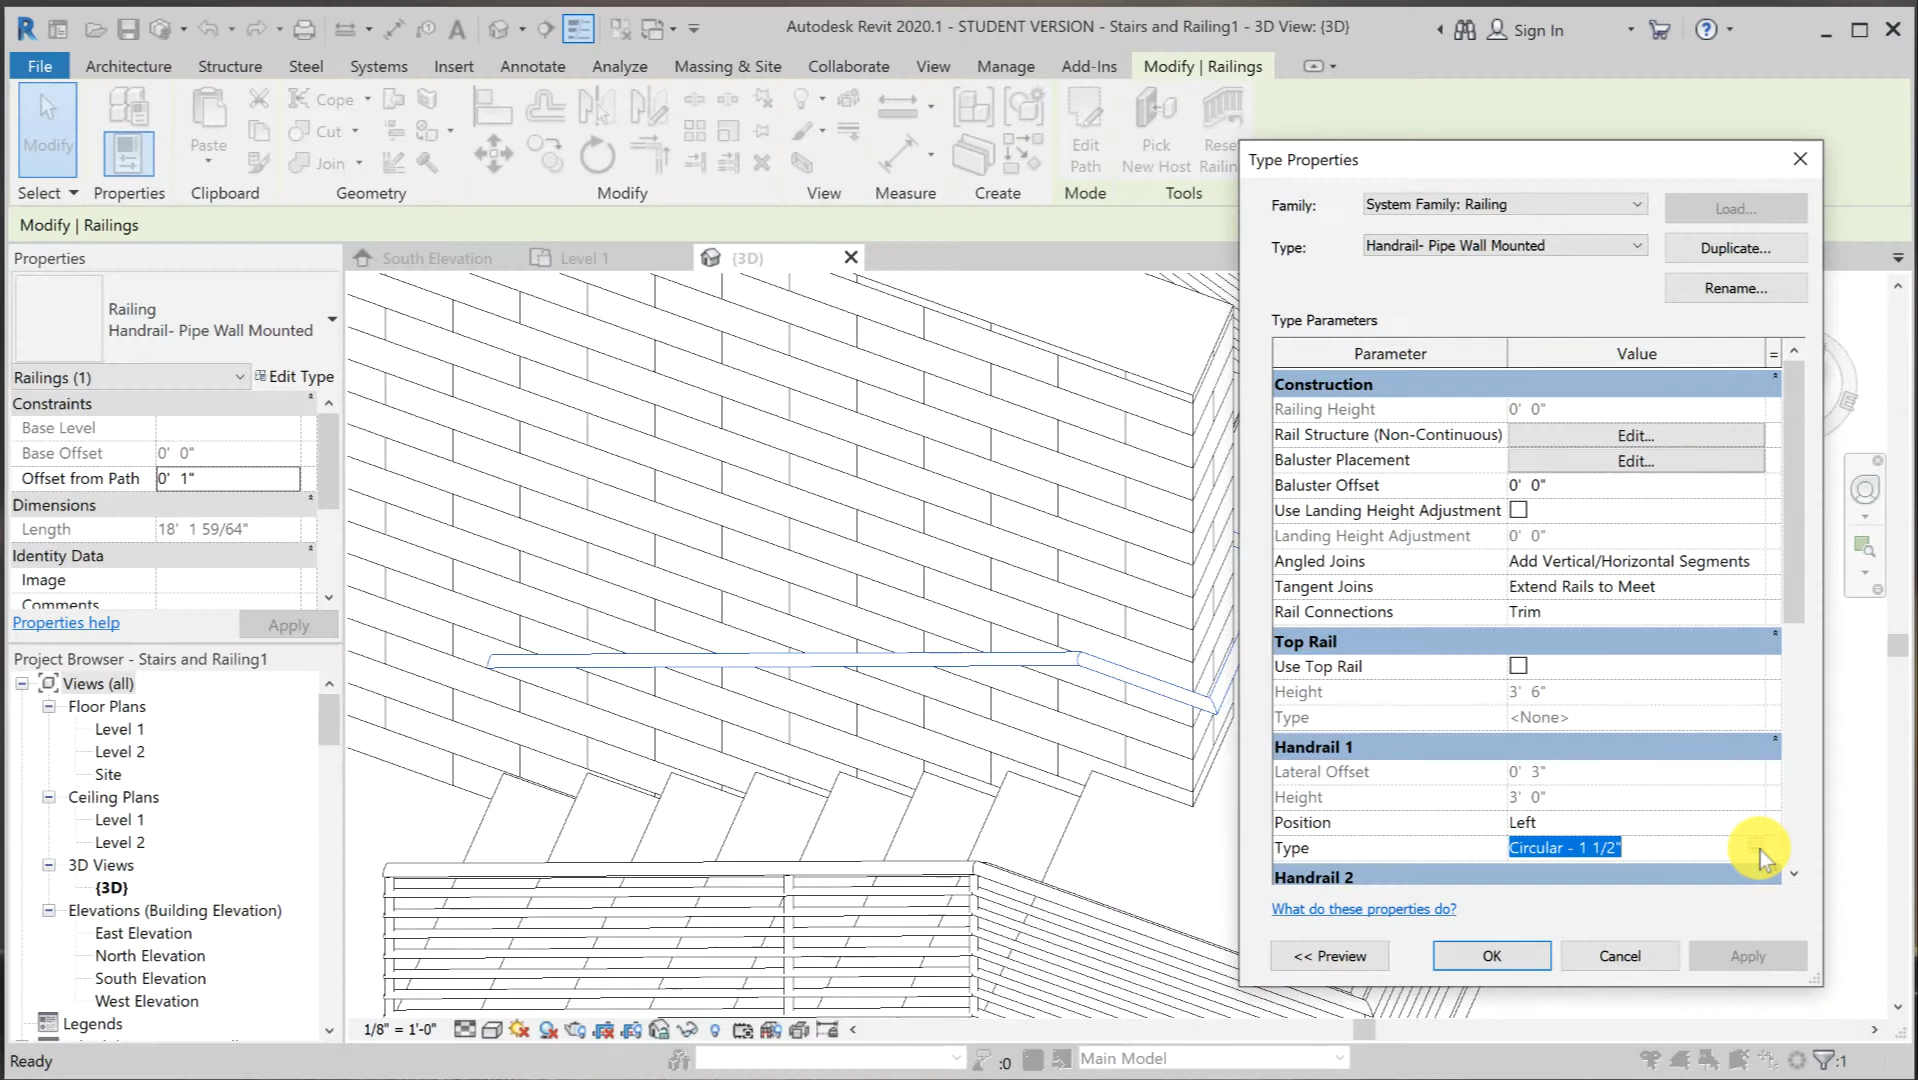 Autodesk Revit 2020.1 - STUDENT VERSION - Stairs and Railing1 - 3D View: {3D}
Sign In
File Architecture Structure Steel Systems Insert Annotate Analyze Massing & Site Collaborate View Manage Add-Ins Modify | Railings
Modify
Paste
Cope
Cut
Join
Edit Path
Pick New Host
Select Properties Clipboard Geometry Modify View Measure Create Mode Tools
Modify | Railings
Properties
South Elevation
Level 1
{3D}
Railing
Handrail- Pipe Wall Mounted
Railings (1)
Edit Type
Constraints
Base Level
Base Offset 0' 0"
Offset from Path 0' 1"
Dimensions
Length 18' 1 59/64"
Identity Data
Image
Comments
Properties help
Apply
Project Browser - Stairs and Railing1
Views (all)
Floor Plans
Level 1
Level 2
Site
Ceiling Plans
Level 1
Level 2
3D Views
{3D}
Elevations (Building Elevation)
East Elevation
North Elevation
South Elevation
West Elevation
Legends
Type Properties
Family: System Family: Railing
Load...
Type: Handrail- Pipe Wall Mounted
Duplicate...
Rename...
Type Parameters
Parameter Value =
Construction
Railing Height 0' 0"
Rail Structure (Non-Continuous) Edit...
Baluster Placement Edit...
Baluster Offset 0' 0"
Use Landing Height Adjustment
Landing Height Adjustment 0' 0"
Angled Joins Add Vertical/Horizontal Segments
Tangent Joins Extend Rails to Meet
Rail Connections Trim
Top Rail
Use Top Rail
Height 3' 6"
Type <None>
Handrail 1
Lateral Offset 0' 3"
Height 3' 0"
Position Left
Type Circular - 1 1/2"
Handrail 2
What do these properties do?
<< Preview
OK
Cancel
Apply
1/8" = 1'-0"
Ready
:0
Main Model
:1